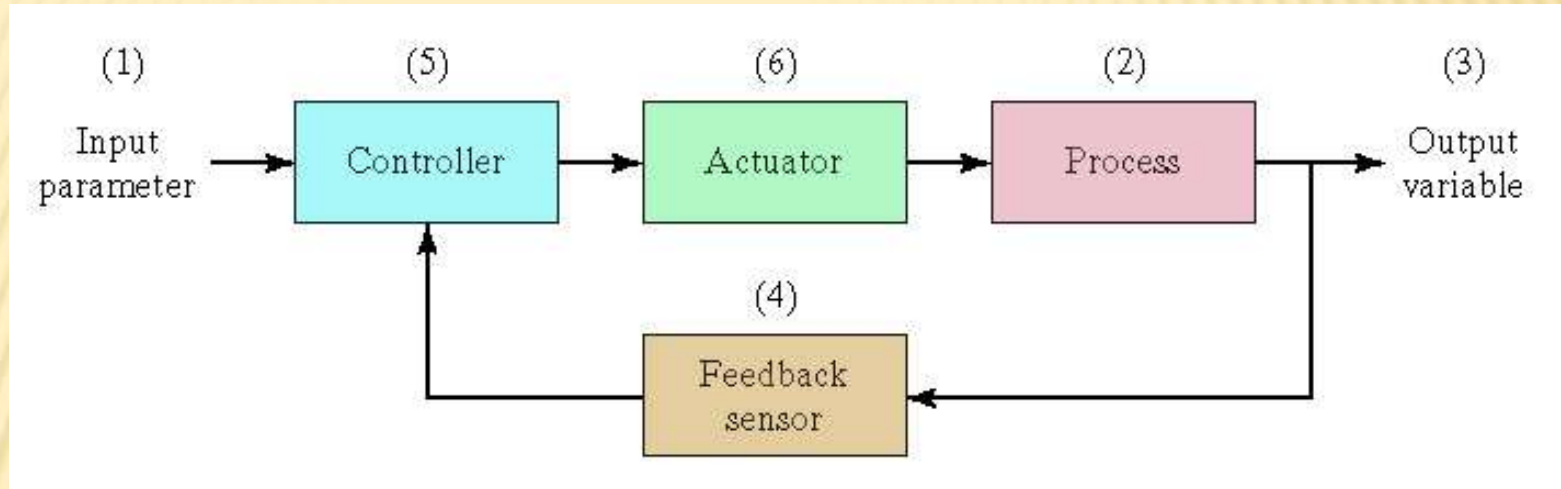 (1)
(5)
(6)
(2)
(3)
Input
parameter
Controller
Actuator
Process
Output
variable
(4)
Feedback
sensor